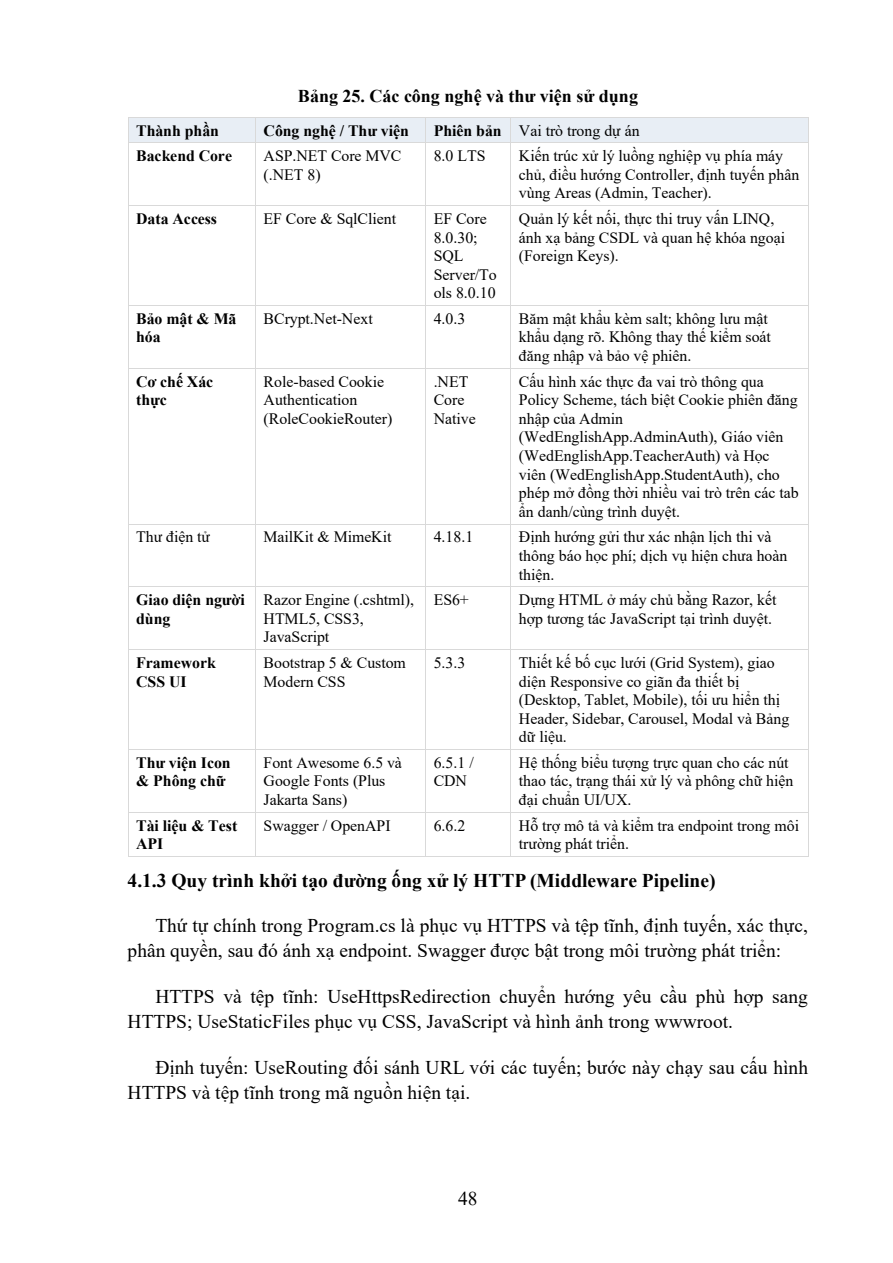 Bảng 25. Các công nghệ và thư viện sử dụng
Thành phần Công nghệ / Thư viện Phiên bản Vai trò trong dự án
Backend Core ASP.NET Core MVC 8.0 LTS Kiến trúc xử lý luồng nghiệp vụ phía máy
(.NET 8) chủ, điều hướng Controller, định tuyến phân
vùng Areas (Admin, Teacher).
Data Access EF Core & SqlClient EF Core Quản lý kết nối, thực thi truy vấn LINQ,
8.0.30; ánh xạ bảng CSDL và quan hệ khóa ngoại
SQL (Foreign Keys).
Server/To
ols 8.0.10
Bảo mật & Mã BCrypt.Net-Next 4.0.3 Băm mật khẩu kèm salt; không lưu mật
hóa khẩu dạng rõ. Không thay thế kiểm soát
đăng nhập và bảo vệ phiên.
Cơ chế Xác Role-based Cookie .NET Cấu hình xác thực đa vai trò thông qua
thực Authentication Core Policy Scheme, tách biệt Cookie phiên đăng
(RoleCookieRouter) Native nhập của Admin
(WedEnglishApp.AdminAuth), Giáo viên
(WedEnglishApp.TeacherAuth) và Học
viên (WedEnglishApp.StudentAuth), cho
phép mở đồng thời nhiều vai trò trên các tab
ẩn danh/cùng trình duyệt.
Thư điện tử MailKit & MimeKit 4.18.1 Định hướng gửi thư xác nhận lịch thi và
thông báo học phí; dịch vụ hiện chưa hoàn
thiện.
Giao diện người Razor Engine (.cshtml), ES6+ Dựng HTML ở máy chủ bằng Razor, kết
dùng HTML5, CSS3, hợp tương tác JavaScript tại trình duyệt.
JavaScript
Framework Bootstrap 5 & Custom 5.3.3 Thiết kế bố cục lưới (Grid System), giao
CSS UI Modern CSS diện Responsive co giãn đa thiết bị
(Desktop, Tablet, Mobile), tối ưu hiển thị
Header, Sidebar, Carousel, Modal và Bảng
dữ liệu.
Thư viện Icon Font Awesome 6.5 và 6.5.1 / Hệ thống biểu tượng trực quan cho các nút
& Phông chữ Google Fonts (Plus CDN thao tác, trạng thái xử lý và phông chữ hiện
Jakarta Sans) đại chuẩn UI/UX.
Tài liệu & Test Swagger / OpenAPI 6.6.2 Hỗ trợ mô tả và kiểm tra endpoint trong môi
API trường phát triển.
4.1.3 Quy trình khởi tạo đường ống xử lý HTTP (Middleware Pipeline)
Thứ tự chính trong Program.cs là phục vụ HTTPS và tệp tĩnh, định tuyến, xác thực,
phân quyền, sau đó ánh xạ endpoint. Swagger được bật trong môi trường phát triển:
HTTPS và tệp tĩnh: UseHttpsRedirection chuyển hướng yêu cầu phù hợp sang
HTTPS; UseStaticFiles phục vụ CSS, JavaScript và hình ảnh trong wwwroot.
Định tuyến: UseRouting đối sánh URL với các tuyến; bước này chạy sau cấu hình
HTTPS và tệp tĩnh trong mã nguồn hiện tại.
48